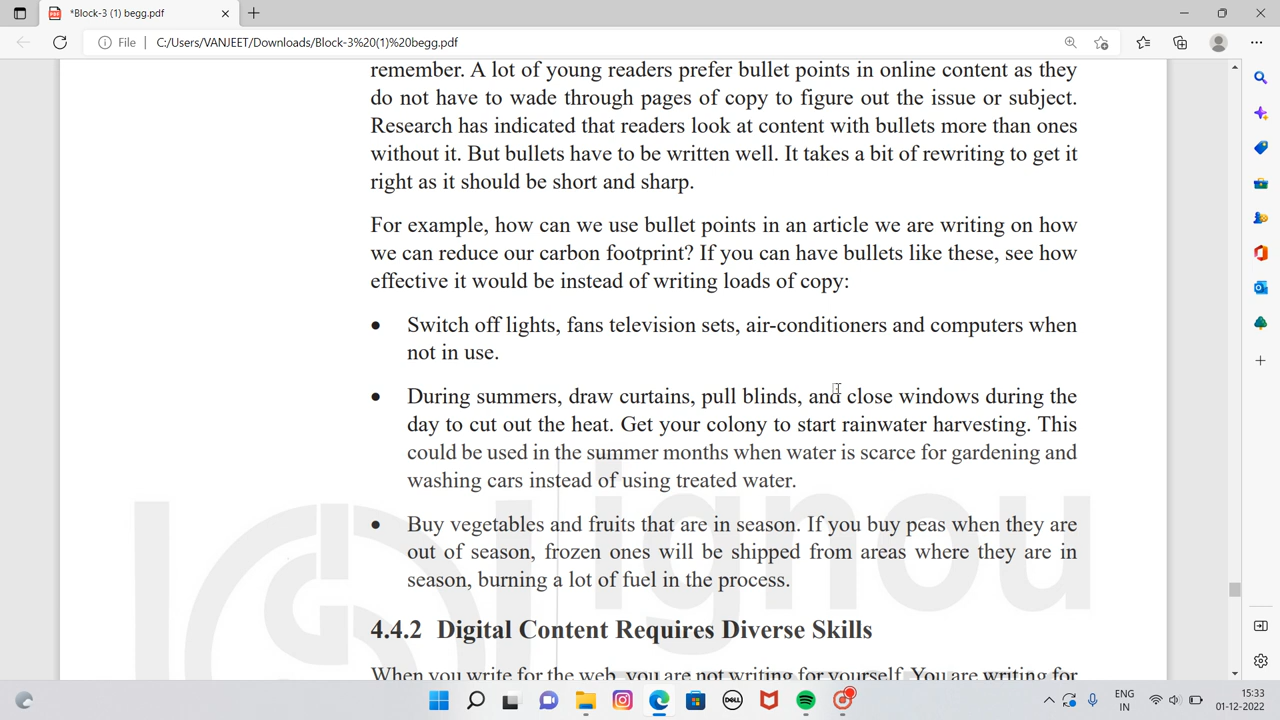 *Block-3 (1) begg.pdf
File | C:/Users/VANJEET/Downloads/Block-3%20(1)%20begg.pdf
remember. A lot of young readers prefer bullet points in online content as they
do not have to wade through pages of copy to figure out the issue or subject.
Research has indicated that readers look at content with bullets more than ones
without it. But bullets have to be written well. It takes a bit of rewriting to get it
right as it should be short and sharp.
For example, how can we use bullet points in an article we are writing on how
we can reduce our carbon footprint? If you can have bullets like these, see how
effective it would be instead of writing loads of copy:
• Switch off lights, fans television sets, air-conditioners and computers when
not in use.
• During summers, draw curtains, pull blinds, and close windows during the
day to cut out the heat. Get your colony to start rainwater harvesting. This
could be used in the summer months when water is scarce for gardening and
washing cars instead of using treated water.
• Buy vegetables and fruits that are in season. If you buy peas when they are
out of season, frozen ones will be shipped from areas where they are in
season, burning a lot of fuel in the process.
ignou
4.4.2 Digital Content Requires Diverse Skills
When you write for the web, you are not writing for yourself. You are writing for
DELL
ENG
IN
15:33
01-12-2022